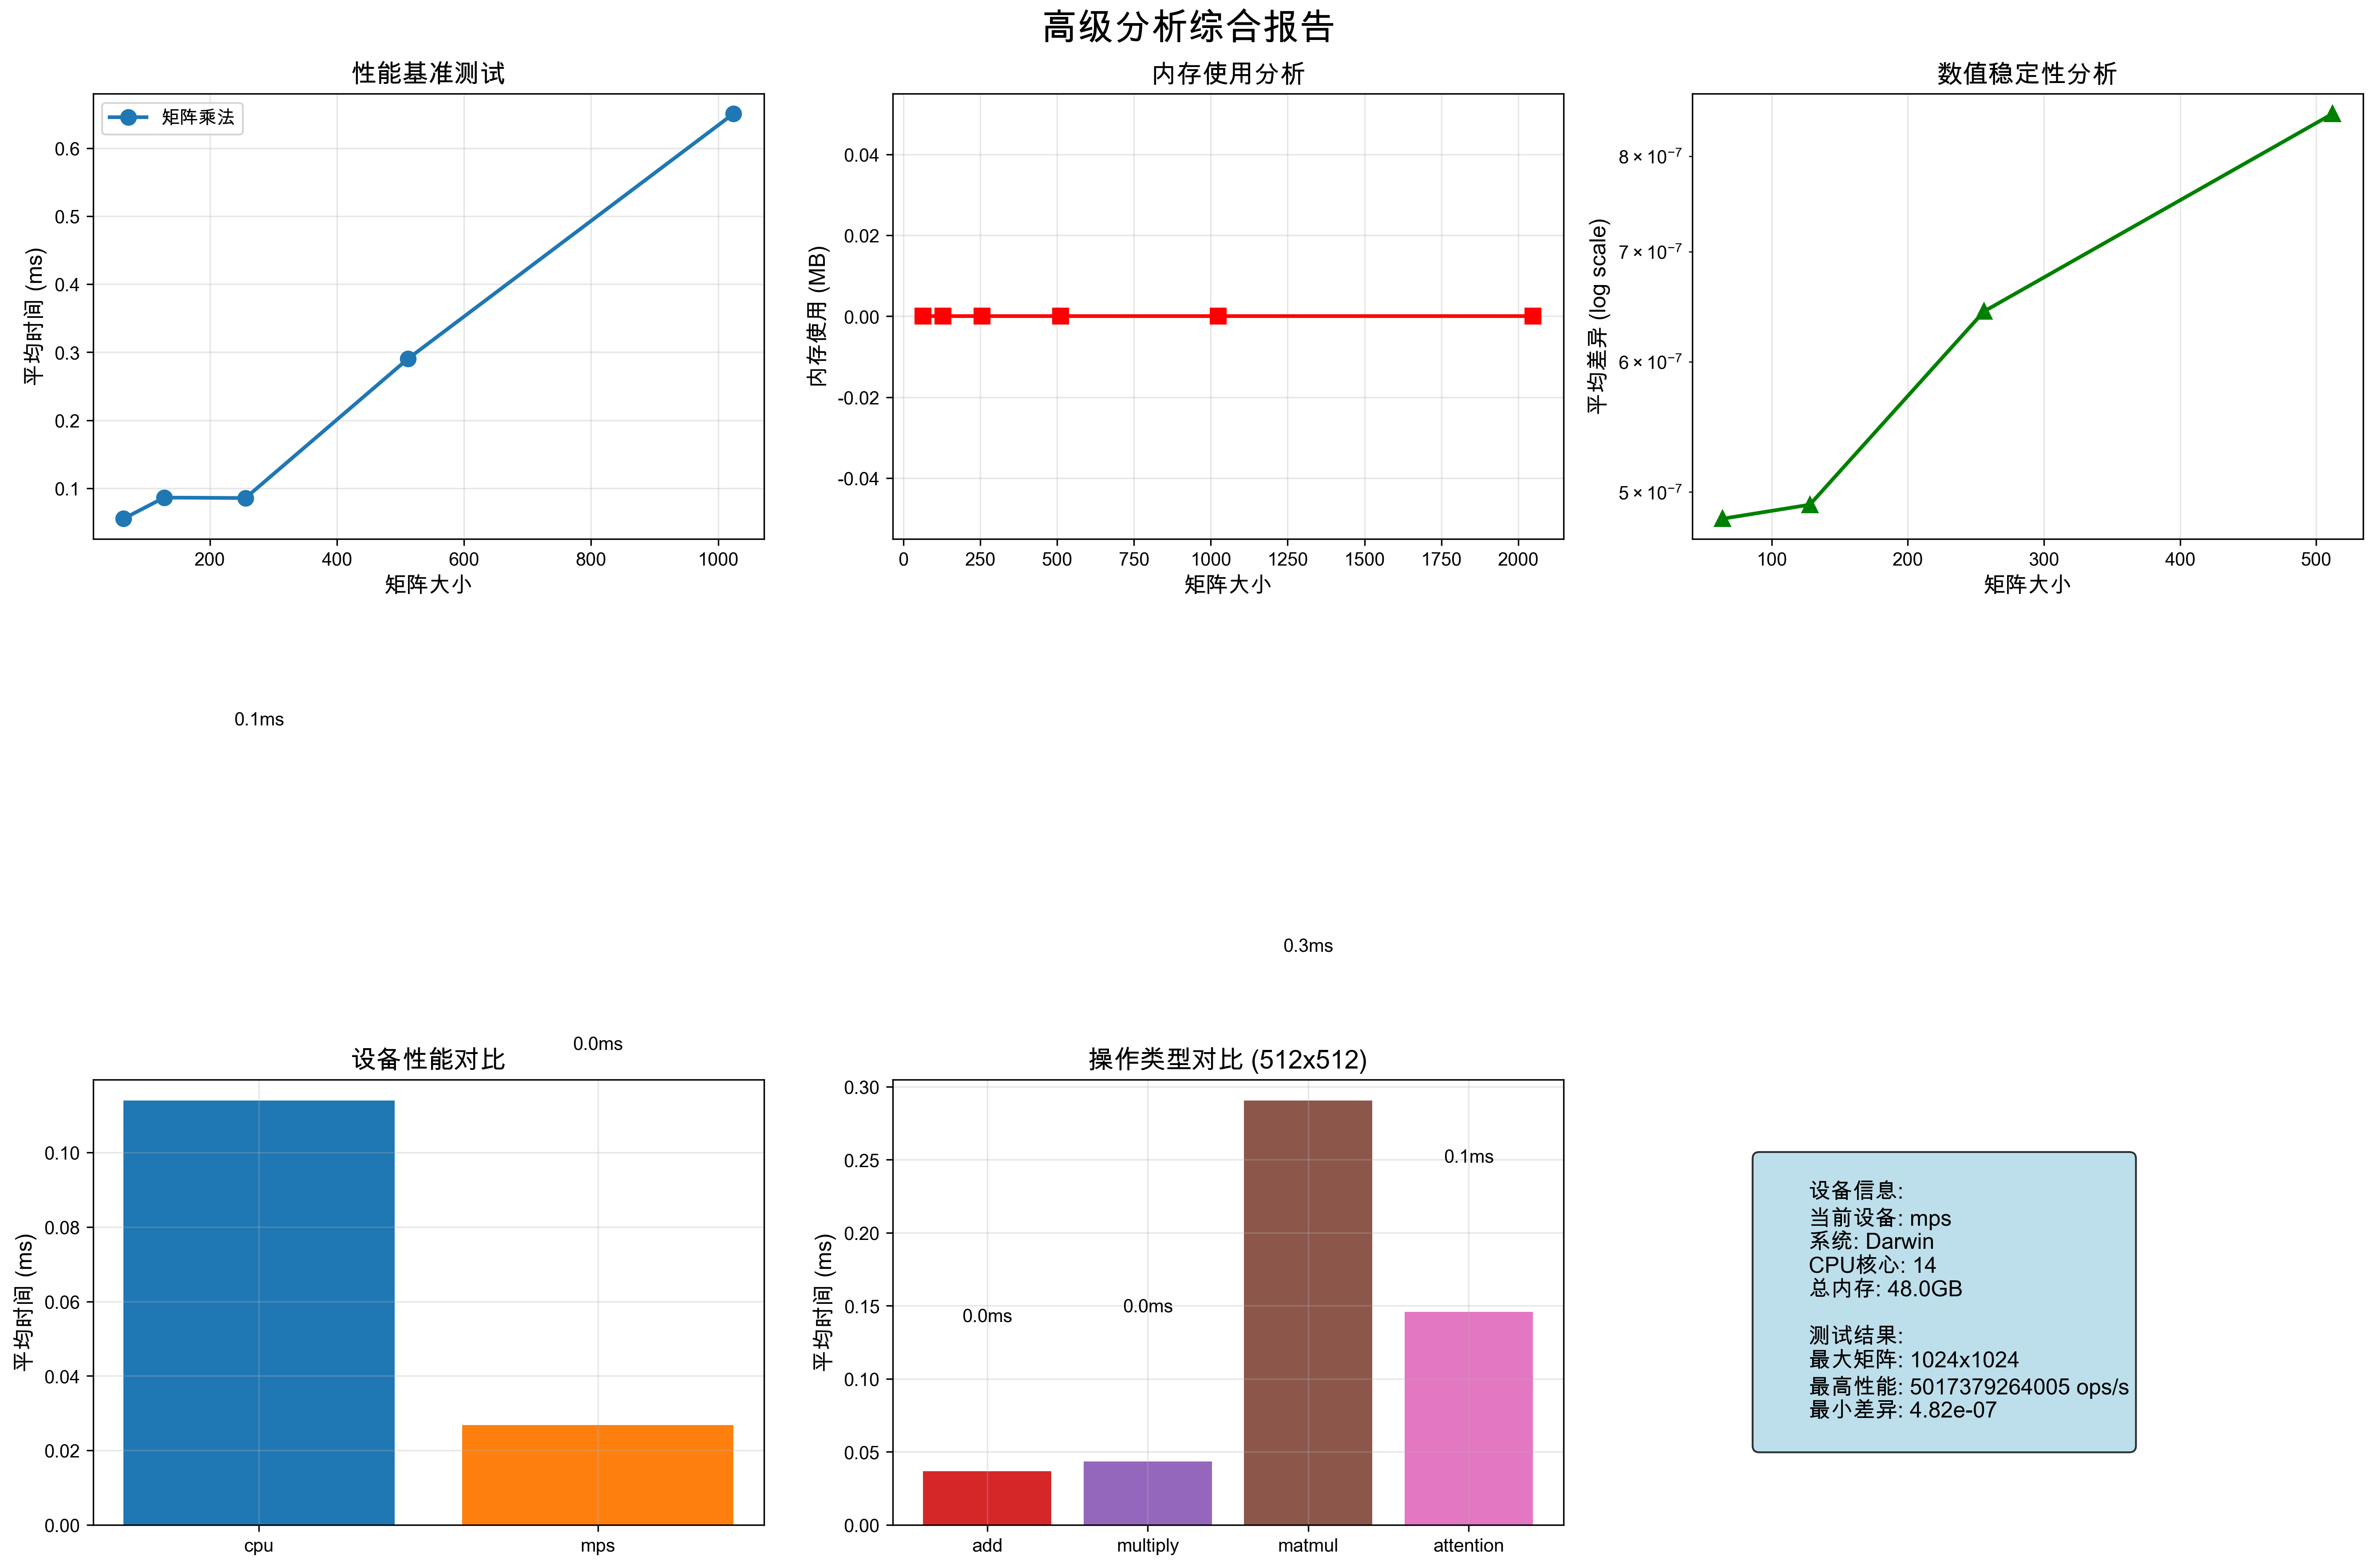 高级分析综合报告
性能基准测试
矩阵乘法
0.6
0.5
0.4
0.3
0.2
0.1
平均时间 (ms)
200
400
600
800
1000
矩阵大小
内存使用分析
0.04
0.02
0.00
-0.02
-0.04
内存使用 (MB)
0
250
500
750
1000
1250
1500
1750
2000
矩阵大小
数值稳定性分析
8 × 10⁻⁷
7 × 10⁻⁷
6 × 10⁻⁷
5 × 10⁻⁷
平均差异 (log scale)
100
200
300
400
500
矩阵大小
0.1ms
0.0ms
设备性能对比
0.10
0.08
0.06
0.04
0.02
0.00
平均时间 (ms)
cpu
mps
0.3ms
操作类型对比 (512x512)
0.30
0.25
0.20
0.15
0.10
0.05
0.00
平均时间 (ms)
0.0ms
0.0ms
0.1ms
add
multiply
matmul
attention
设备信息:
当前设备: mps
系统: Darwin
CPU核心: 14
总内存: 48.0GB
测试结果:
最大矩阵: 1024x1024
最高性能: 5017379264005 ops/s
最小差异: 4.82e-07